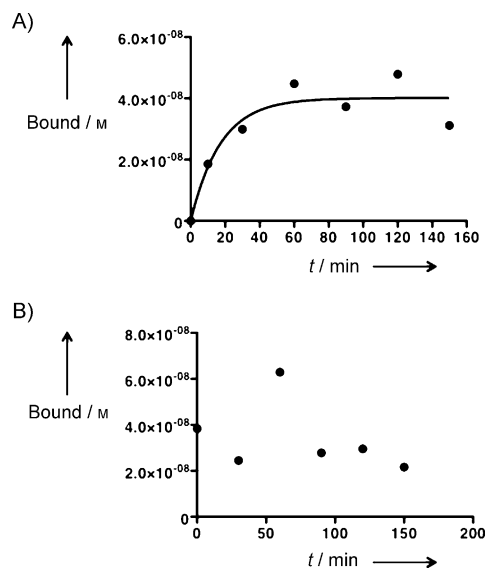 A)
6.0×10⁻⁰⁸
4.0×10⁻⁰⁸
Bound / ᴍ
2.0×10⁻⁰⁸
0
0 20 40 60 80 100 120 140 160
t / min
B)
8.0×10⁻⁰⁸
6.0×10⁻⁰⁸
Bound / ᴍ
4.0×10⁻⁰⁸
2.0×10⁻⁰⁸
0
0 50 100 150 200
t / min